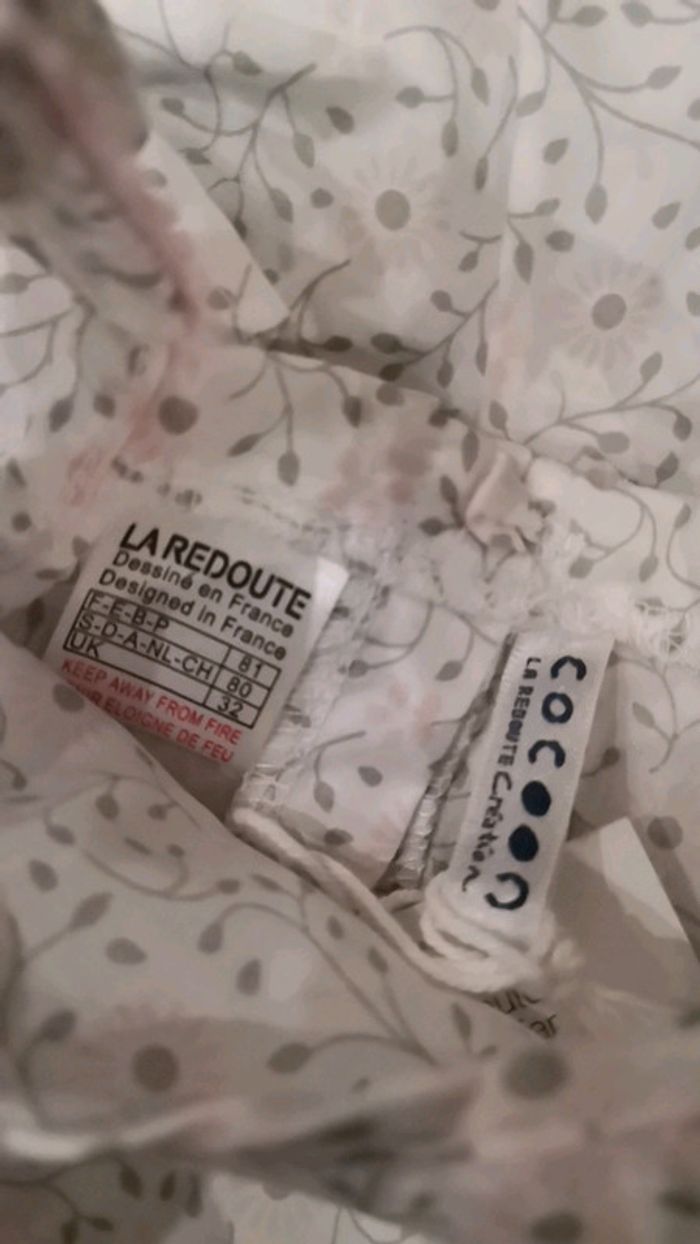 LA REDOUTE
Dessiné en France
Designed in France
F-E-B-P 81
S-D-A-NL-CH 80
UK 32
KEEP AWAY FROM FIRE
ELOIGNE DE FEU
COCOON
LA REDOUTE Création